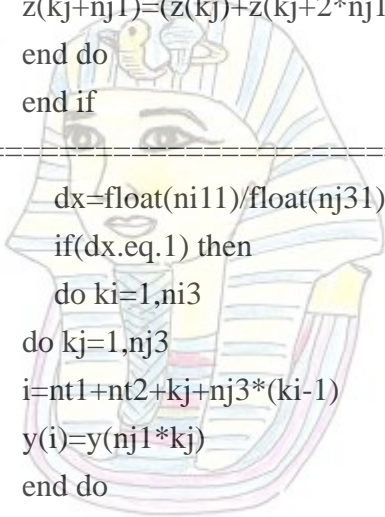 z(kj+nj1)=(z(kj)+z(kj+2*nj1
end do
end if
==============================
dx=float(ni11)/float(nj31)
if(dx.eq.1) then
do ki=1,ni3
do kj=1,nj3
i=nt1+nt2+kj+nj3*(ki-1)
y(i)=y(nj1*kj)
end do